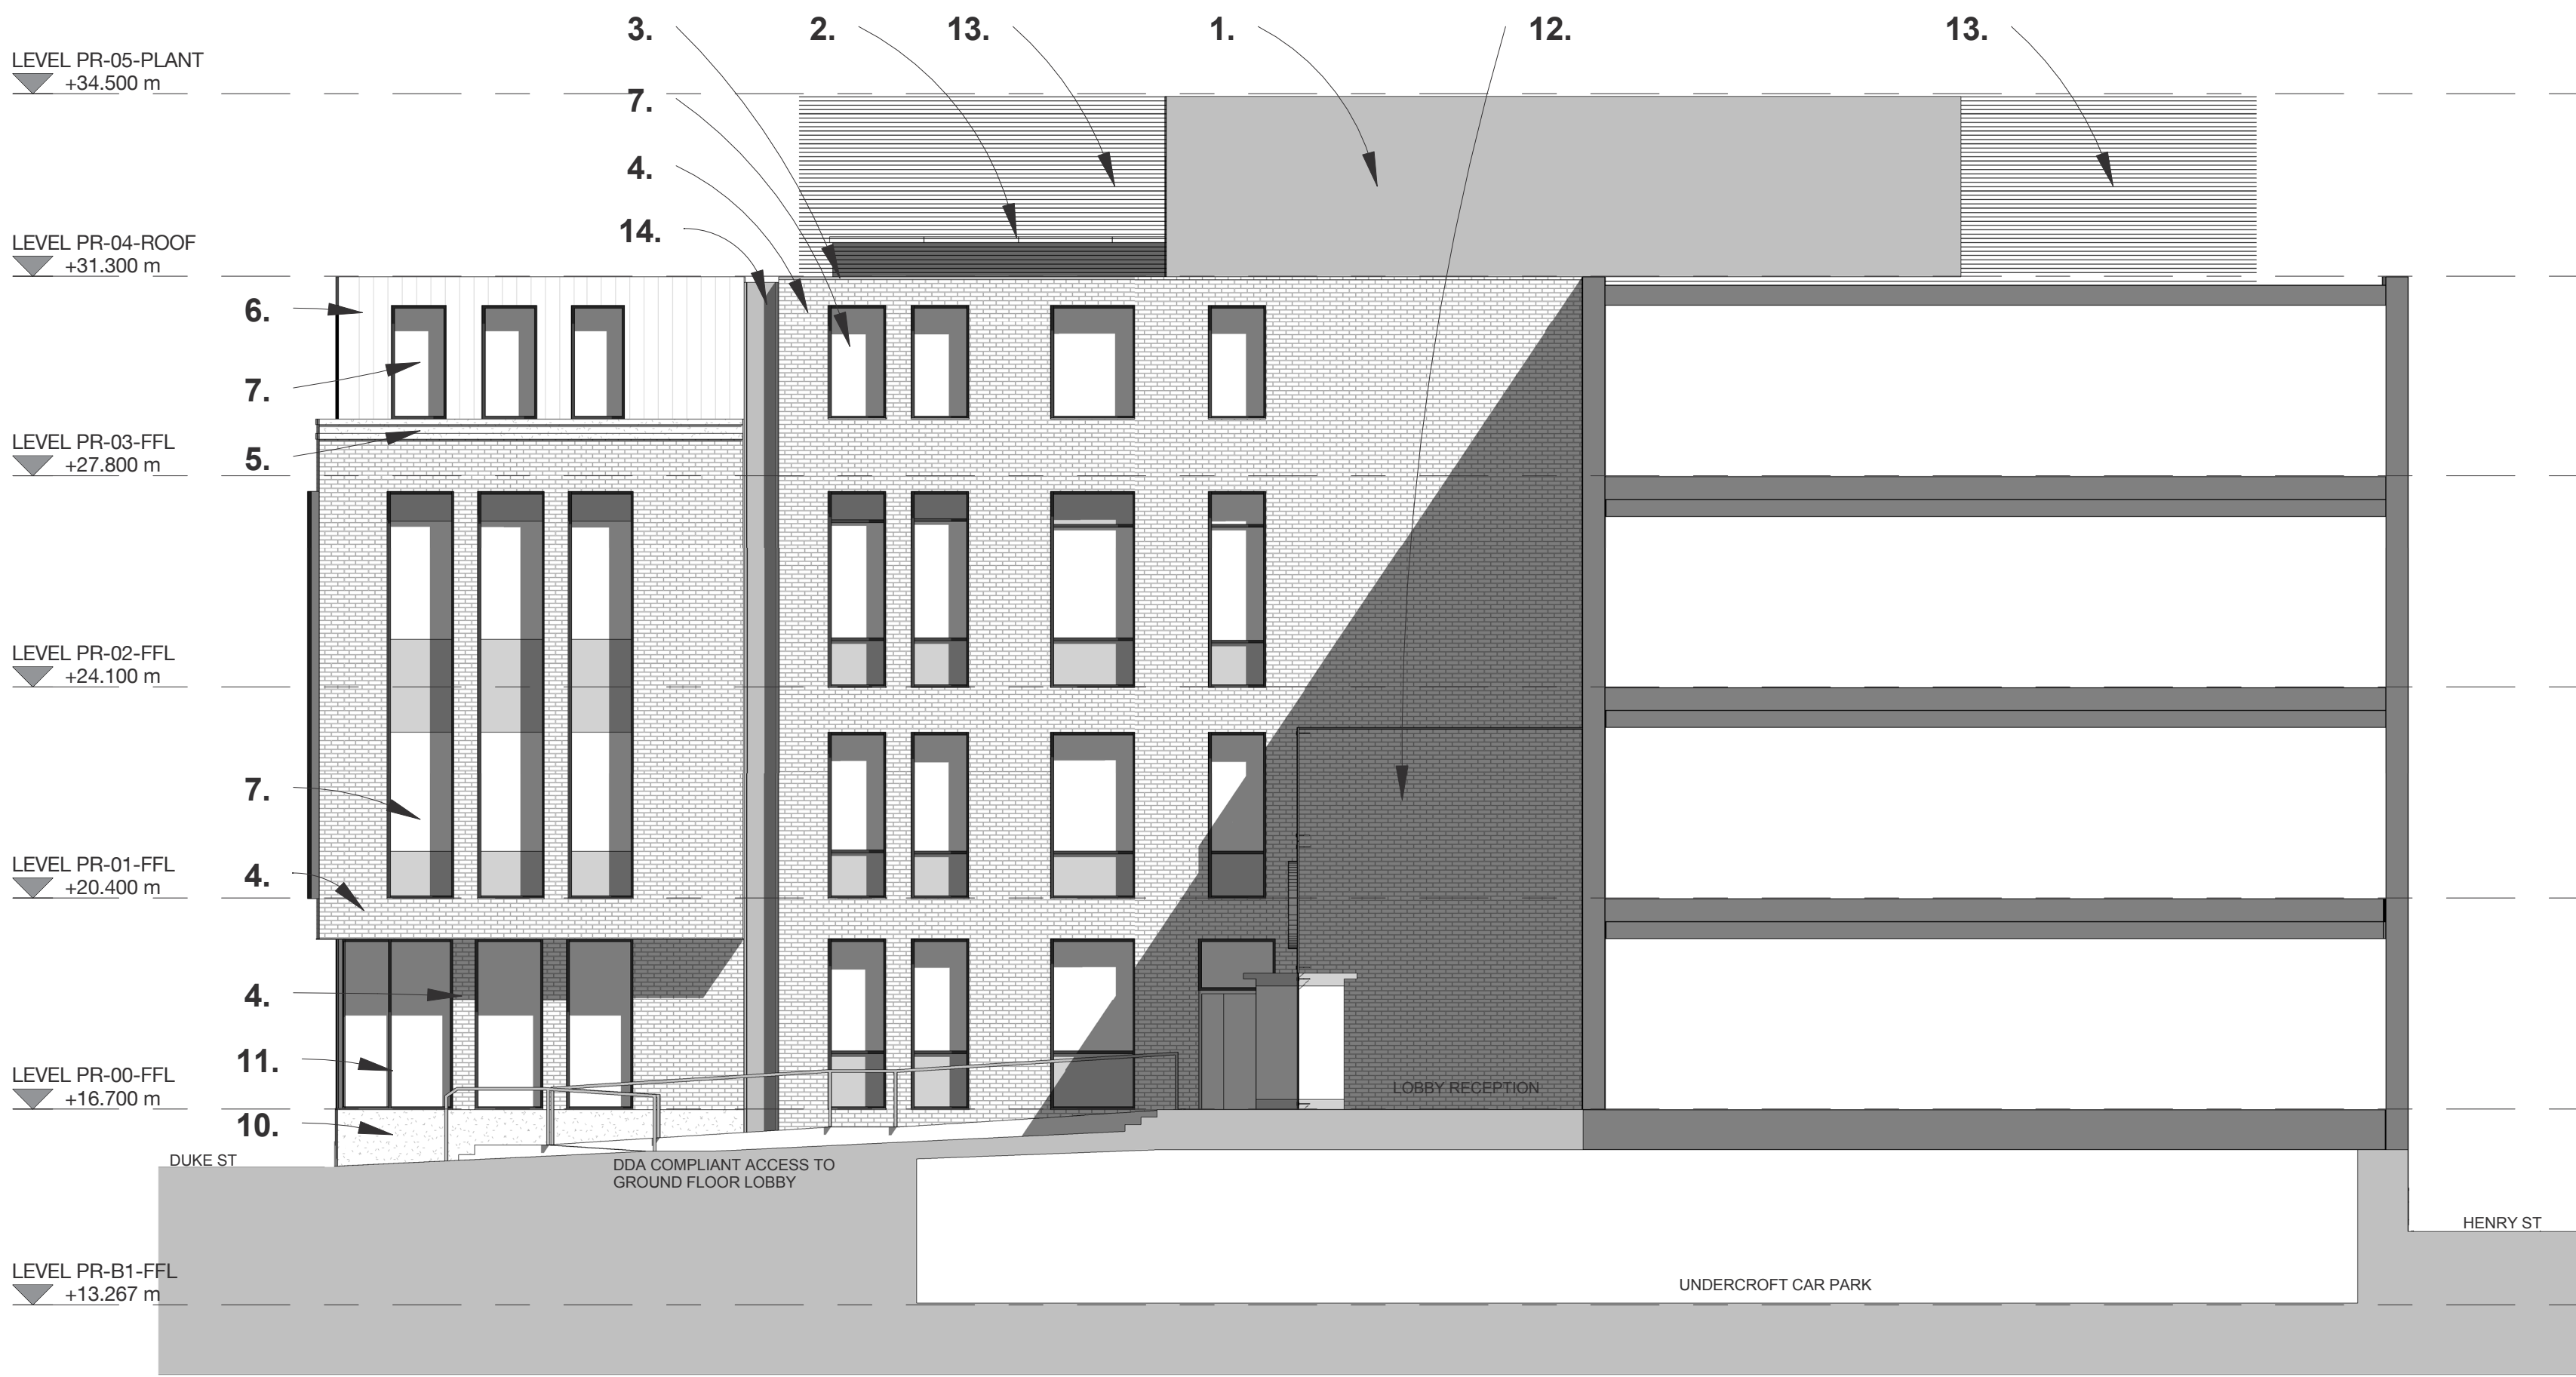 3.
2.
13.
1.
12.
13.
LEVEL PR-05-PLANT
+34.500 m
7.
4.
14.
LEVEL PR-04-ROOF
+31.300 m
6.
7.
LEVEL PR-03-FFL
+27.800 m
5.
LEVEL PR-02-FFL
+24.100 m
7.
LEVEL PR-01-FFL
+20.400 m
4.
4.
11.
LEVEL PR-00-FFL
+16.700 m
LOBBY RECEPTION
10.
DUKE ST
DDA COMPLIANT ACCESS TO
GROUND FLOOR LOBBY
HENRY ST
LEVEL PR-B1-FFL
+13.267 m
UNDERCROFT CAR PARK